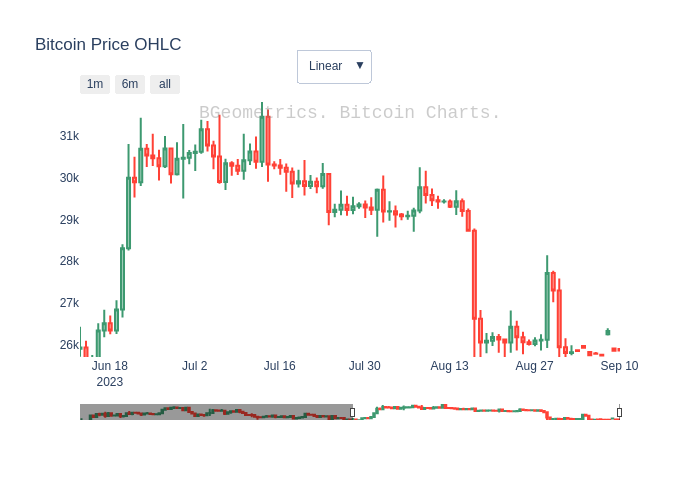 Bitcoin Price OHLC
Linear ▼
1m 6m all
BGeometrics. Bitcoin Charts.
31k
30k
29k
28k
27k
26k
Jun 18 Jul 2 Jul 16 Jul 30 Aug 13 Aug 27 Sep 10
2023